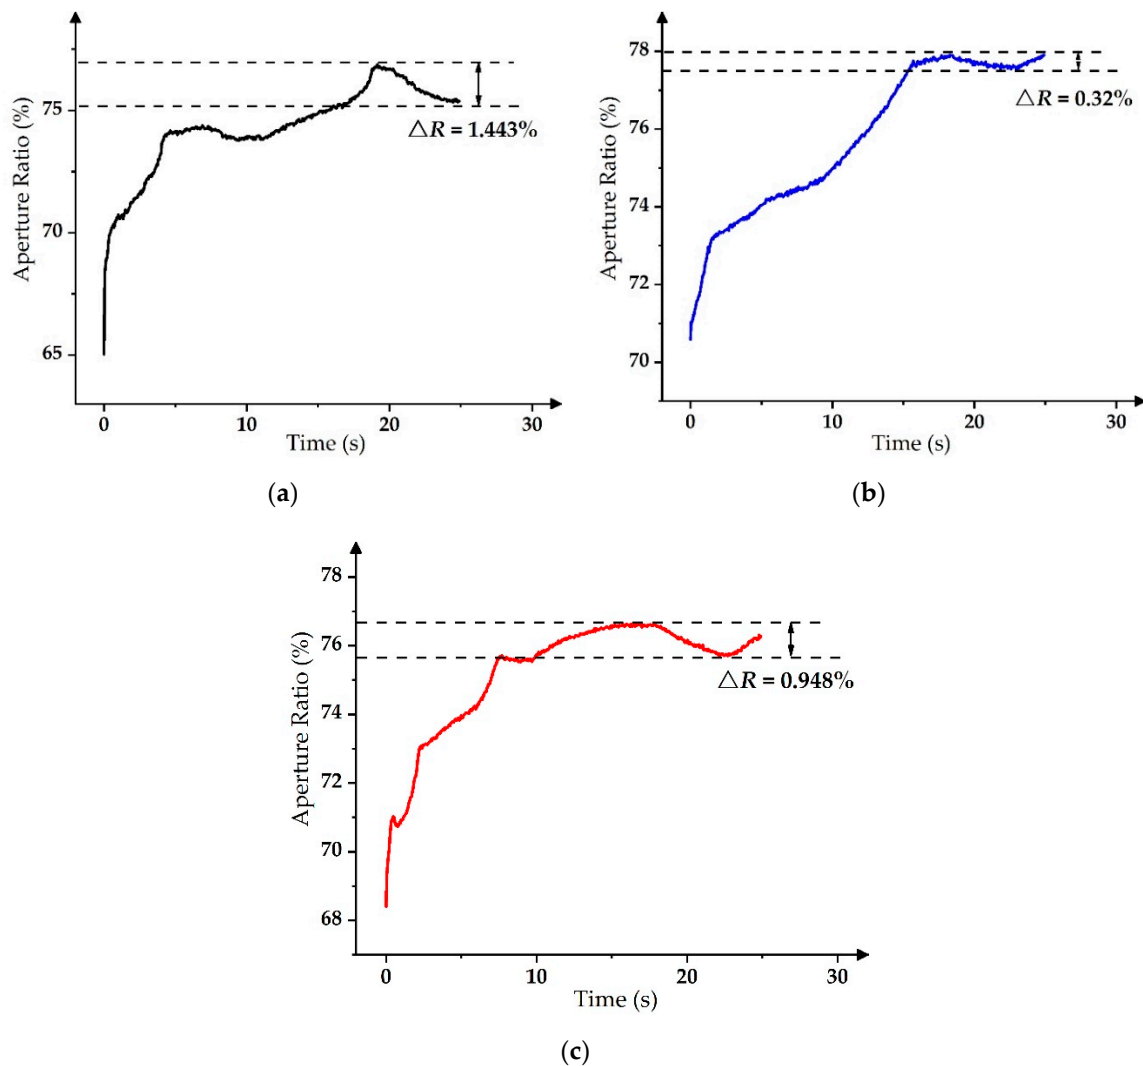 Aperture Ratio (%)
75
70
65
△R = 1.443%
0
10
20
30
Time (s)
(a)
Aperture Ratio (%)
78
76
74
72
70
△R = 0.32%
0
10
20
30
Time (s)
(b)
Aperture Ratio (%)
78
76
74
72
70
68
△R = 0.948%
0
10
20
30
Time (s)
(c)